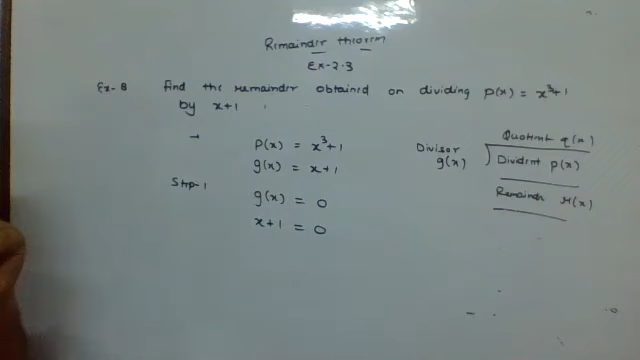 Remainder theorem
Ex-2.3
Ex-8 Find the remainder obtained on dividing p(x) = x³+1
by x+1
→ P(x) = x³+1
g(x) = x+1
Step-1
g(x) = 0
x+1 = 0
Quotient q(x)
Divisor g(x)
Divident p(x)
Remainder r(x)